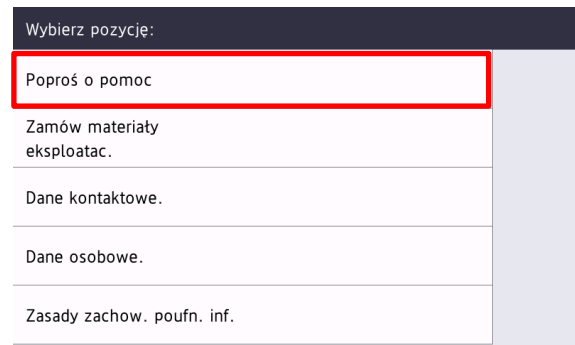 Wybierz pozycję:
Poproś o pomoc
Zamów materiały
eksploatac.
Dane kontaktowe.
Dane osobowe.
Zasady zachow. poufn. inf.